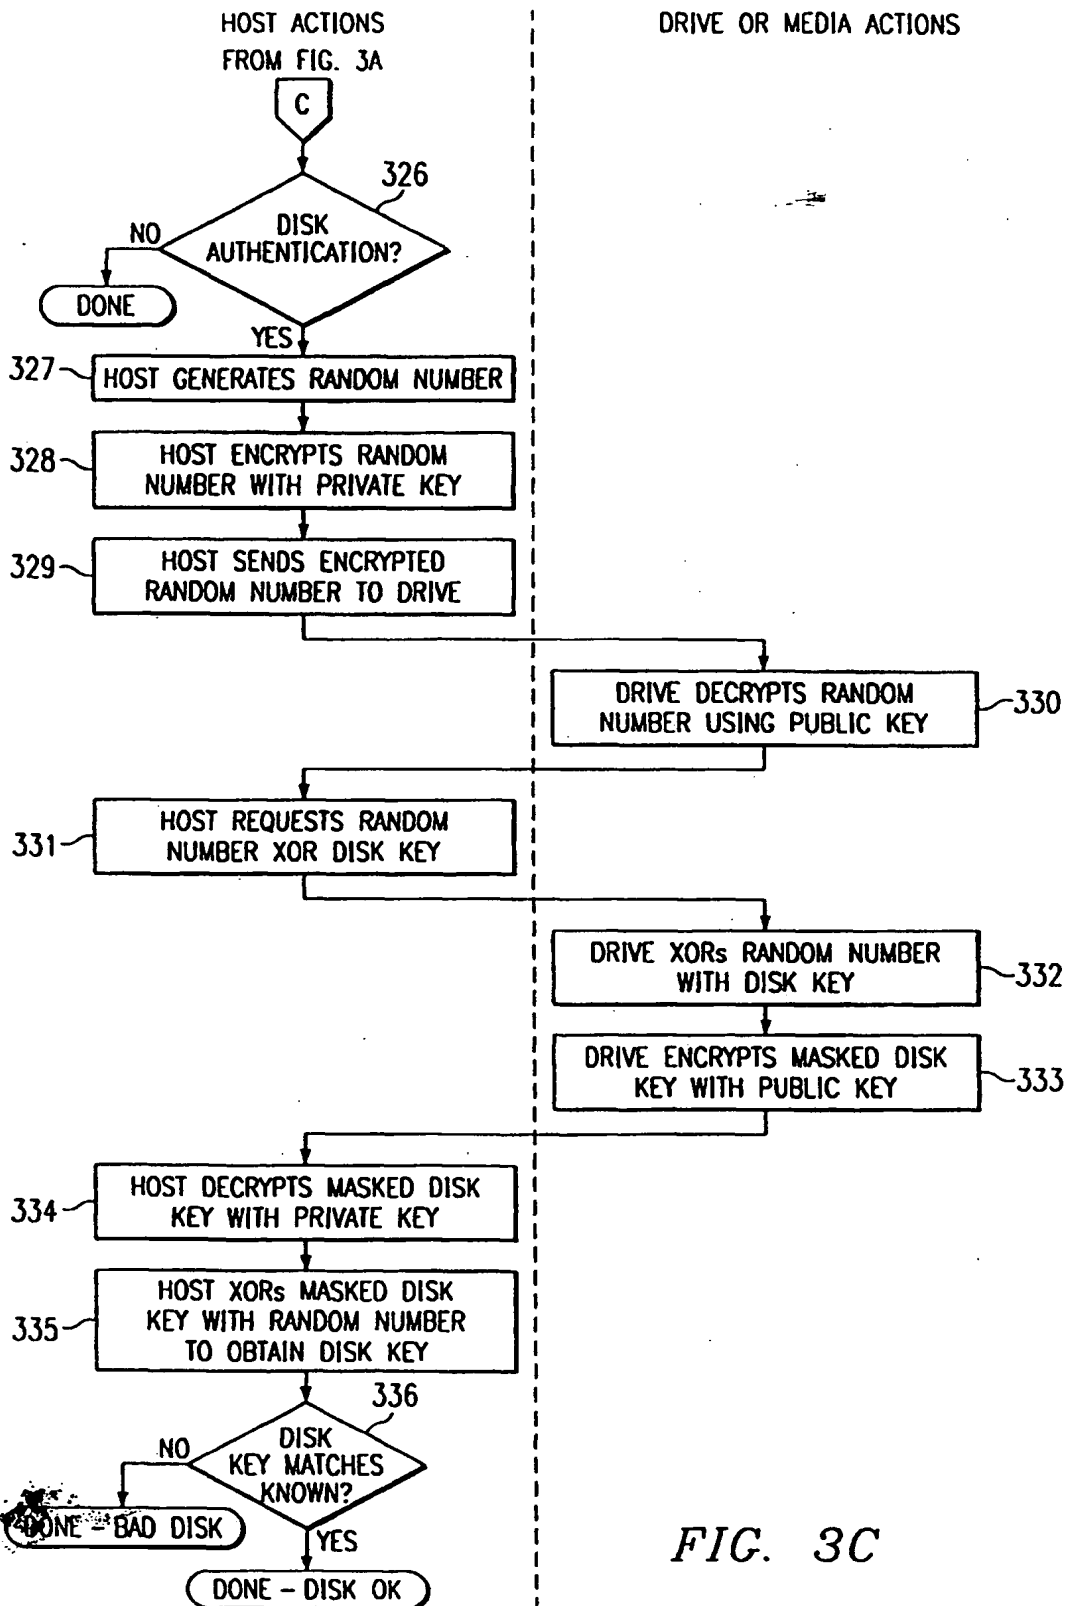 HOST ACTIONS
DRIVE OR MEDIA ACTIONS
FROM FIG. 3A
C
326
DISK
AUTHENTICATION?
NO
DONE
YES
327
HOST GENERATES RANDOM NUMBER
328
HOST ENCRYPTS RANDOM
NUMBER WITH PRIVATE KEY
329
HOST SENDS ENCRYPTED
RANDOM NUMBER TO DRIVE
DRIVE DECRYPTS RANDOM
NUMBER USING PUBLIC KEY
330
331
HOST REQUESTS RANDOM
NUMBER XOR DISK KEY
DRIVE XORs RANDOM NUMBER
WITH DISK KEY
332
DRIVE ENCRYPTS MASKED DISK
KEY WITH PUBLIC KEY
333
334
HOST DECRYPTS MASKED DISK
KEY WITH PRIVATE KEY
335
HOST XORs MASKED DISK
KEY WITH RANDOM NUMBER
TO OBTAIN DISK KEY
336
DISK
KEY MATCHES
KNOWN?
NO
DONE – BAD DISK
YES
DONE – DISK OK
FIG. 3C